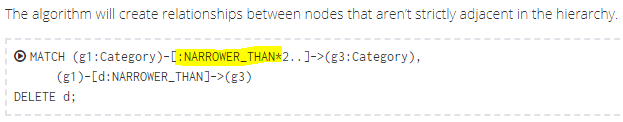 The algorithm will create relationships between nodes that aren't strictly adjacent in the hierarchy.
MATCH (g1:Category)-[:NARROWER_THAN*2..]->(g3:Category),
(g1)-[d:NARROWER_THAN]->(g3)
DELETE d;